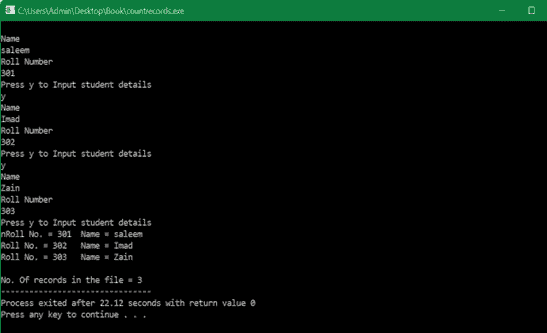 C:\Users\Admin\Desktop\Book\countrecords.exe
Name
saleem
Roll Number
301
Press y to Input student details
y
Name
Imad
Roll Number
302
Press y to Input student details
y
Name
Zain
Roll Number
303
Press y to Input student details
nRoll No. = 301 Name = saleem
Roll No. = 302 Name = Imad
Roll No. = 303 Name = Zain
No. Of records in the file = 3
--------------------------------
Process exited after 22.12 seconds with return value 0
Press any key to continue . . .